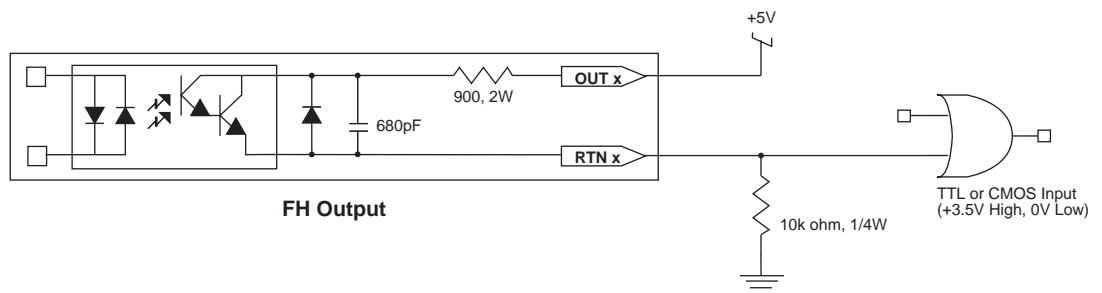 +5V
OUT x
900, 2W
680pF
RTN x
TTL or CMOS Input
(+3.5V High, 0V Low)
FH Output
10k ohm, 1/4W